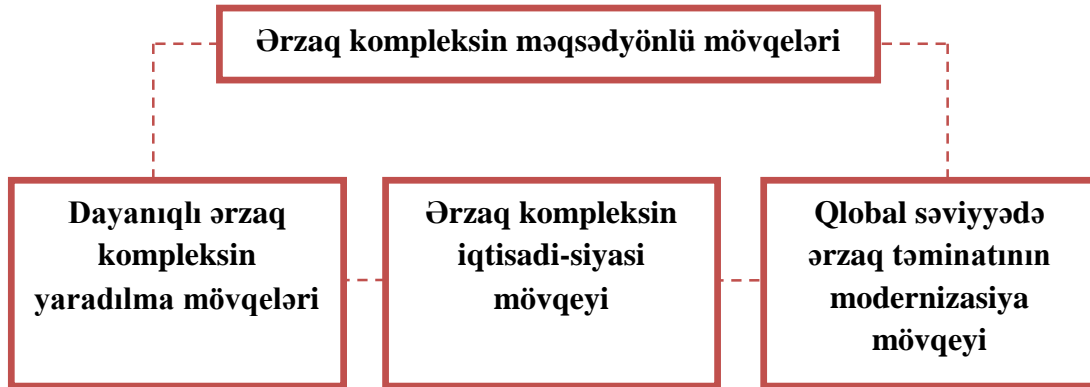 Ərzaq kompleksin məqsədyönlü mövqeləri
Dayanıqlı ərzaq
kompleksin
yaradılma mövqeləri
Ərzaq kompleksin
iqtisadi-siyasi
mövqeyi
Qlobal səviyyədə
ərzaq təminatının
modernizasiya
mövqeyi